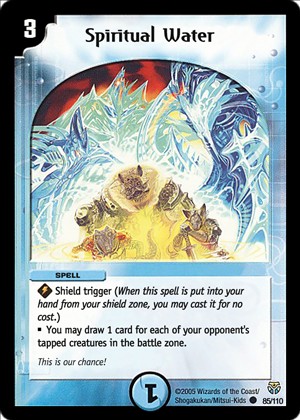 3
Spiritual Water
SPELL
Shield trigger (When this spell is put into your
hand from your shield zone, you may cast it for no
cost.)
▪ You may draw 1 card for each of your opponent's
tapped creatures in the battle zone.
This is our chance!
©2005 Wizards of the Coast/
Shogakukan/Mitsui-Kids ● 85/110
1